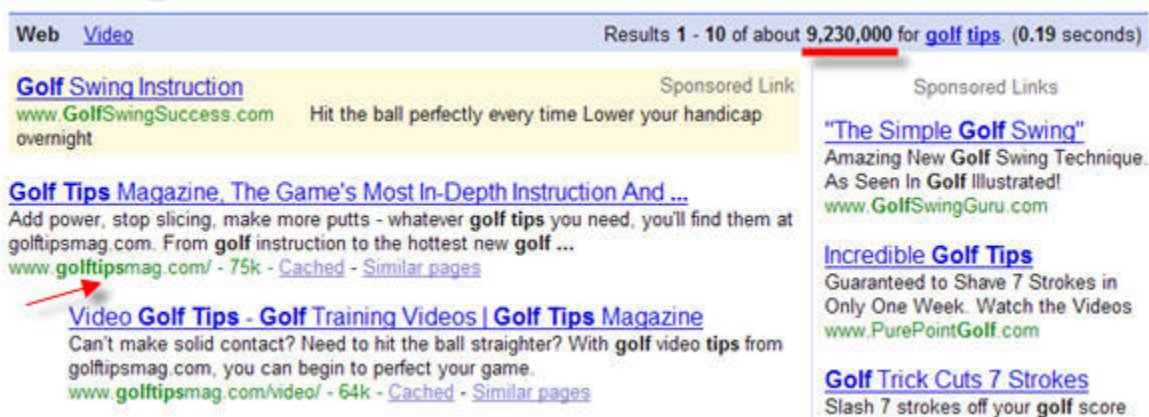 Web Video
Results 1 - 10 of about 9,230,000 for golf tips. (0.19 seconds)
Golf Swing Instruction
Sponsored Link
www.GolfSwingSuccess.com Hit the ball perfectly every time Lower your handicap
overnight
Golf Tips Magazine, The Game's Most In-Depth Instruction And ...
Add power, stop slicing, make more putts - whatever golf tips you need, you'll find them at
golftipsmag.com. From golf instruction to the hottest new golf ...
www.golftipsmag.com/ - 75k - Cached - Similar pages
Video Golf Tips - Golf Training Videos | Golf Tips Magazine
Can't make solid contact? Need to hit the ball straighter? With golf video tips from
golftipsmag.com, you can begin to perfect your game.
www.golftipsmag.com/video/ - 64k - Cached - Similar pages
Sponsored Links
"The Simple Golf Swing"
Amazing New Golf Swing Technique.
As Seen In Golf Illustrated!
www.GolfSwingGuru.com
Incredible Golf Tips
Guaranteed to Shave 7 Strokes in
Only One Week. Watch the Videos
www.PurePointGolf.com
Golf Trick Cuts 7 Strokes
Slash 7 strokes off your golf score